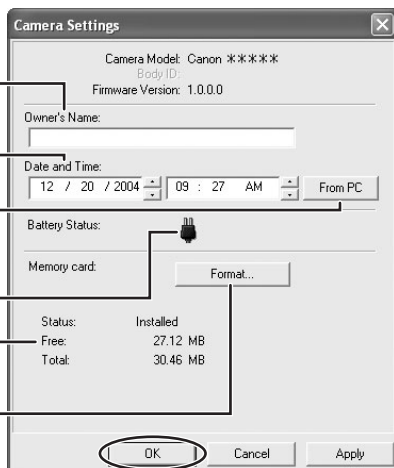 Camera Settings
Camera Model: Canon *****
Body ID:
Firmware Version: 1.0.0.0
Owner's Name:
Date and Time:
12 / 20 / 2004 09 : 27 AM From PC
Battery Status:
Memory card: Format...
Status: Installed
Free: 27.12 MB
Total: 30.46 MB
OK Cancel Apply